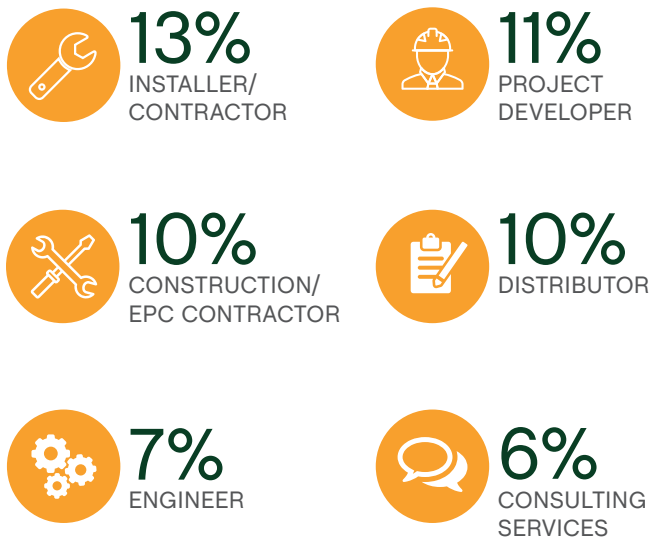 13%
INSTALLER/
CONTRACTOR
11%
PROJECT
DEVELOPER
10%
CONSTRUCTION/
EPC CONTRACTOR
10%
DISTRIBUTOR
7%
ENGINEER
6%
CONSULTING
SERVICES